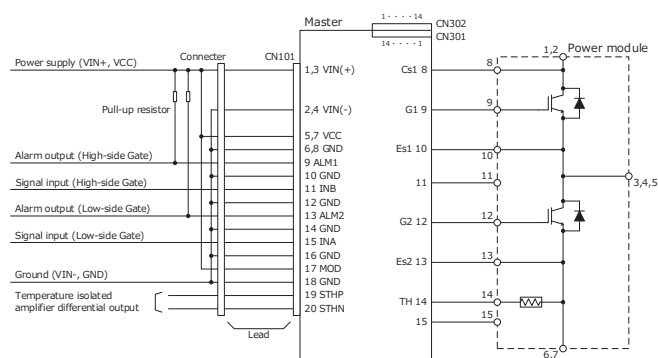 Master
1 · · · · 14
CN302
CN301
14 · · · · 1
Power supply (VIN+, VCC)
Connecter
CN101
1,3 VIN(+)
Cs1 8
8
1,2
Power module
Pull-up resistor
2,4 VIN(-)
G1 9
9
5,7 VCC
6,8 GND
Es1 10
10
Alarm output (High-side Gate)
9 ALM1
10 GND
Signal input (High-side Gate)
11 INB
11
11
3,4,5
12 GND
Alarm output (Low-side Gate)
13 ALM2
G2 12
12
14 GND
Signal input (Low-side Gate)
15 INA
16 GND
Es2 13
13
17 MOD
Ground (VIN-, GND)
18 GND
Temperature isolated
amplifier differential output
19 STHP
20 STHN
TH 14
14
15
15
Lead
6,7